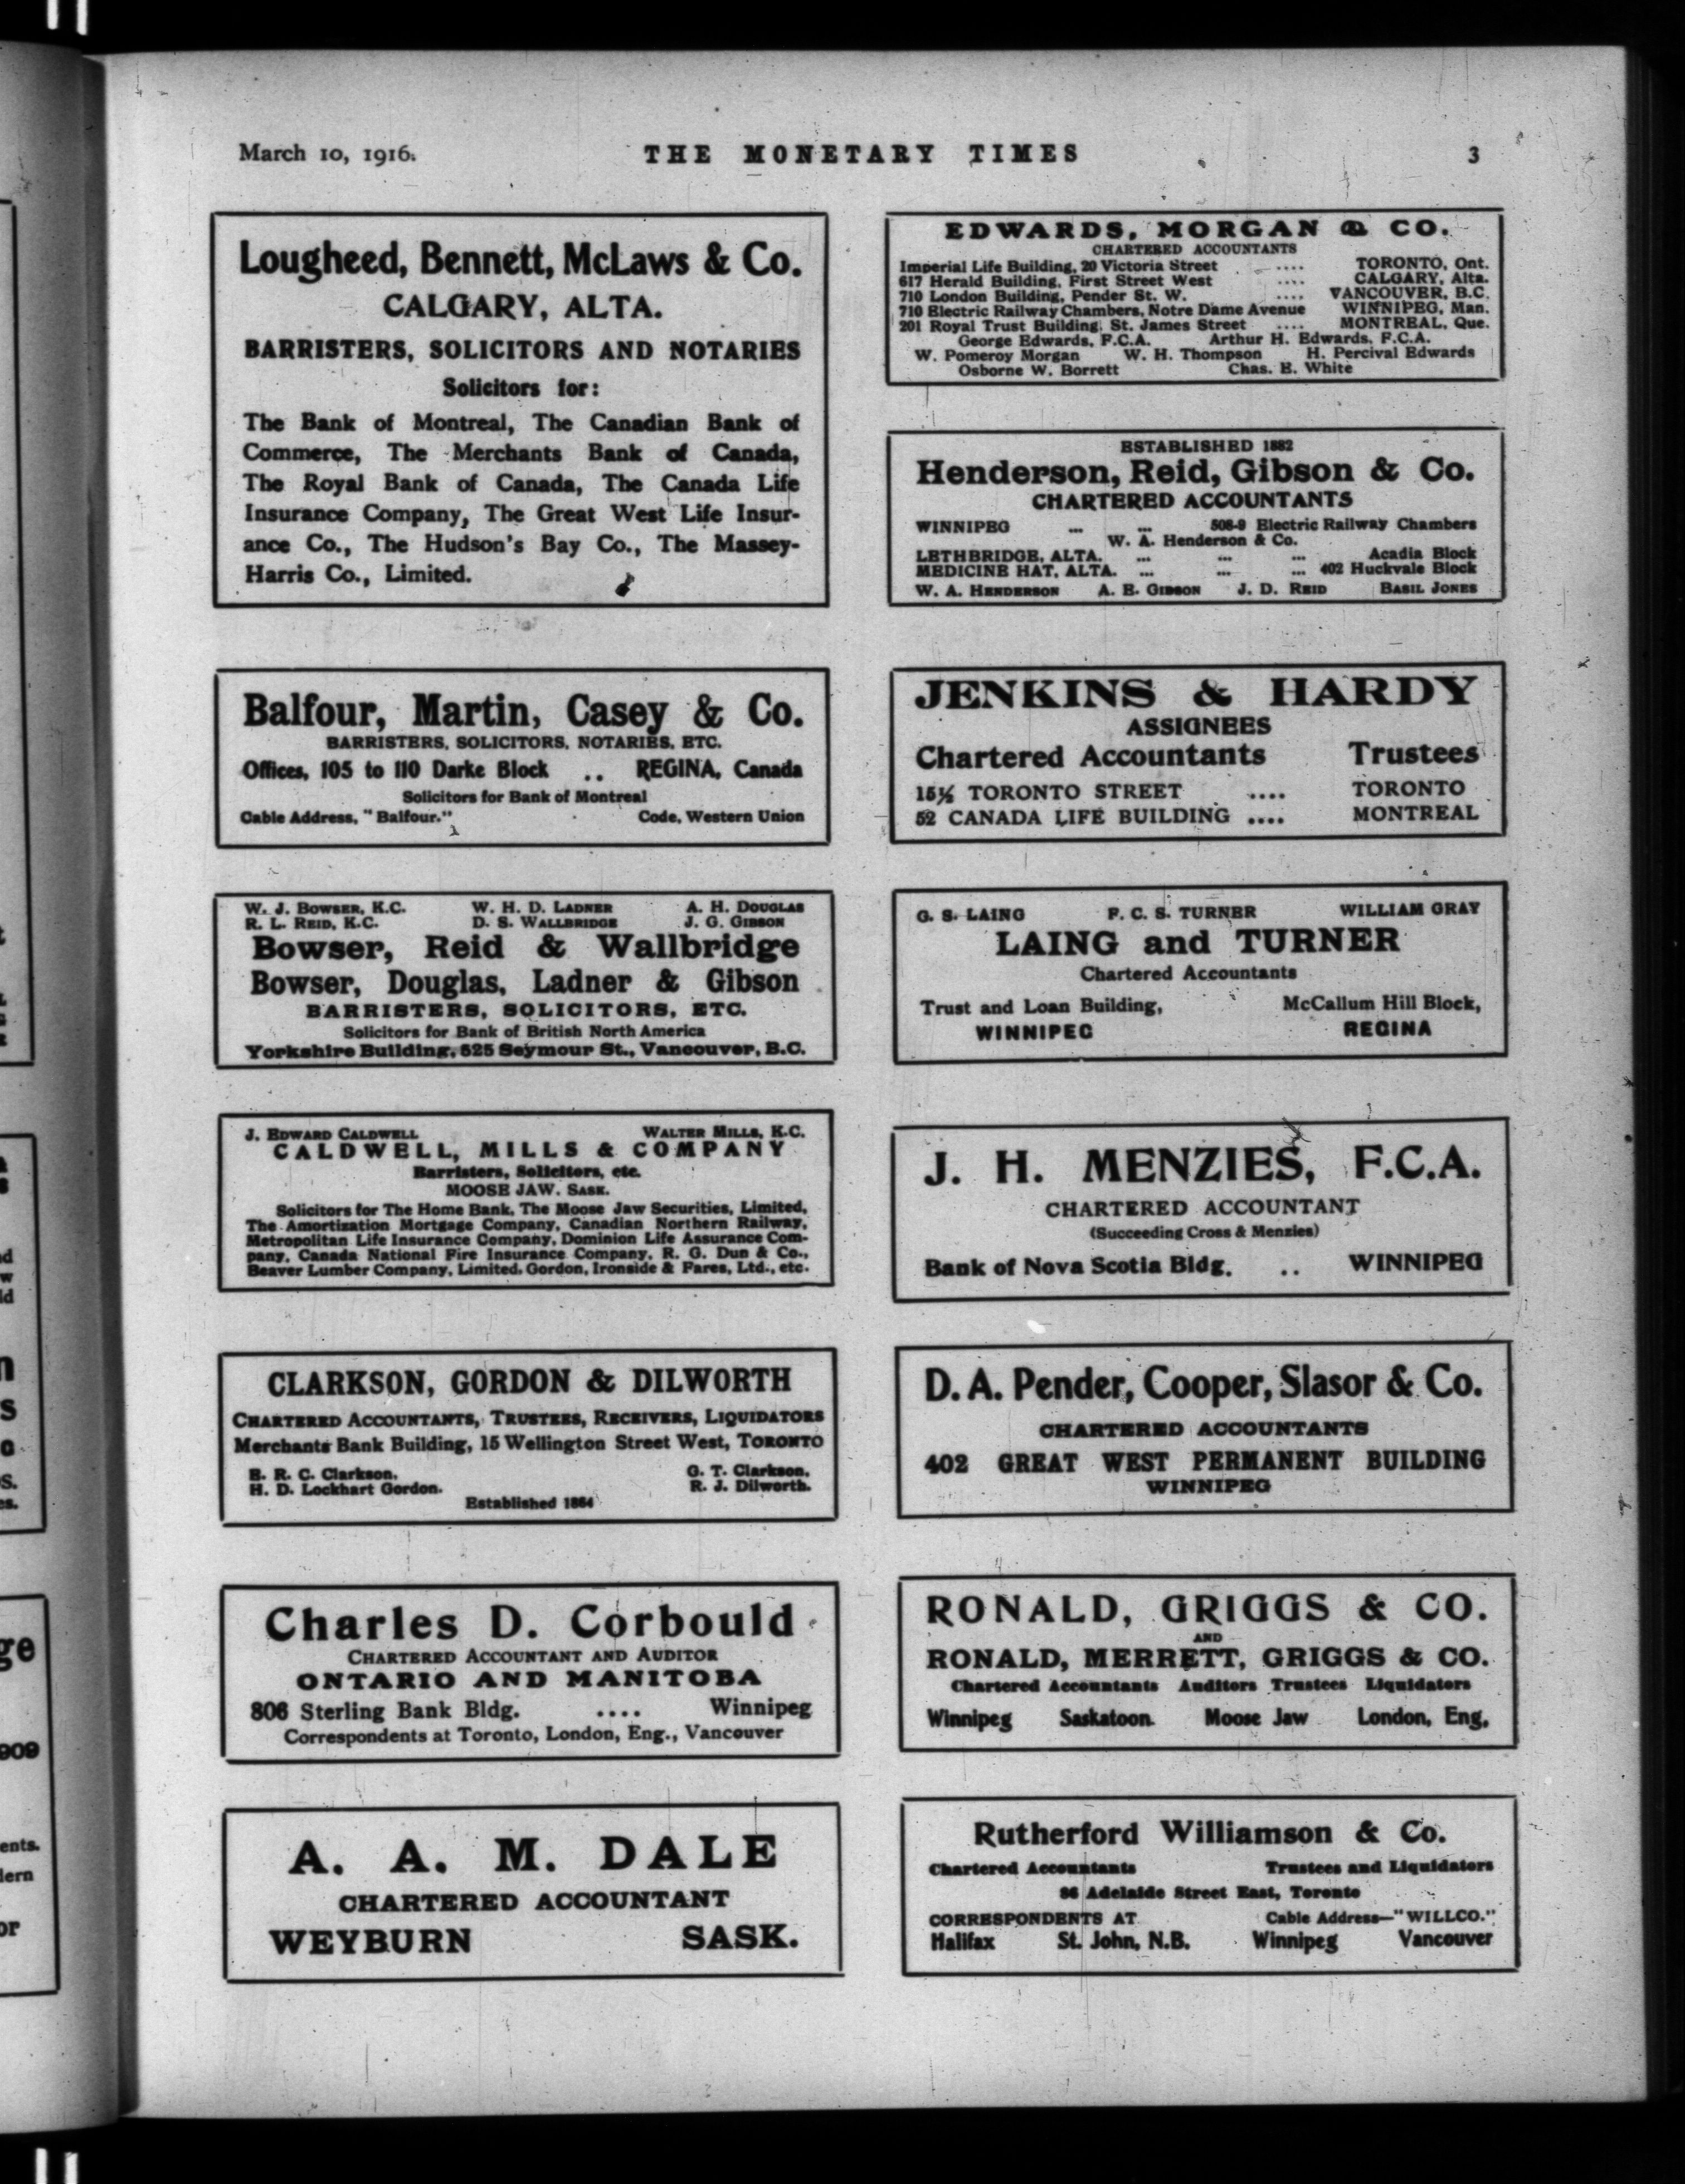 March 10, 1916. THE MONETARY TIMES 3
Lougheed, Bennett, McLaws & Co.
CALGARY, ALTA.
BARRISTERS, SOLICITORS AND NOTARIES
Solicitors for:
The Bank of Montreal, The Canadian Bank of
Commerce, The Merchants Bank of Canada,
The Royal Bank of Canada, The Canada Life
Insurance Company, The Great West Life Insur-
ance Co., The Hudson's Bay Co., The Massey-
Harris Co., Limited.
Balfour, Martin, Casey & Co.
BARRISTERS, SOLICITORS, NOTARIES, ETC.
Offices, 105 to 110 Darke Block .. REGINA, Canada
Solicitors for Bank of Montreal
Cable Address, "Balfour." Code, Western Union
W. J. BOWSER, K.C. W. H. D. LADNER A. H. DOUGLAS
R. L. REID, K.C. D. S. WALLBRIDGE J. G. GIBSON
Bowser, Reid & Wallbridge
Bowser, Douglas, Ladner & Gibson
BARRISTERS, SOLICITORS, ETC.
Solicitors for Bank of British North America
Yorkshire Building, 525 Seymour St., Vancouver, B.C.
J. EDWARD CALDWELL WALTER MILLS, K.C.
CALDWELL, MILLS & COMPANY
Barristers, Solicitors, etc.
MOOSE JAW, SASK.
Solicitors for The Home Bank, The Moose Jaw Securities, Limited,
The Amortization Mortgage Company, Canadian Northern Railway,
Metropolitan Life Insurance Company, Dominion Life Assurance Com-
pany, Canada National Fire Insurance Company, R. G. Dun & Co.,
Beaver Lumber Company, Limited, Gordon, Ironside & Fares, Ltd., etc.
CLARKSON, GORDON & DILWORTH
CHARTERED ACCOUNTANTS, TRUSTEES, RECEIVERS, LIQUIDATORS
Merchants Bank Building, 15 Wellington Street West, TORONTO
E. R. C. Clarkson. G. T. Clarkson.
H. D. Lockhart Gordon. R. J. Dilworth.
Established 1864
Charles D. Corbould
CHARTERED ACCOUNTANT AND AUDITOR
ONTARIO AND MANITOBA
806 Sterling Bank Bldg. .... Winnipeg
Correspondents at Toronto, London, Eng., Vancouver
A. A. M. DALE
CHARTERED ACCOUNTANT
WEYBURN SASK.
EDWARDS, MORGAN & CO.
CHARTERED ACCOUNTANTS
Imperial Life Building, 20 Victoria Street .... TORONTO, Ont.
617 Herald Building, First Street West .... CALGARY, Alta.
710 London Building, Pender St. W. .... VANCOUVER, B.C.
710 Electric Railway Chambers, Notre Dame Avenue WINNIPEG, Man.
201 Royal Trust Building, St. James Street .... MONTREAL, Que.
George Edwards, F.C.A. Arthur H. Edwards, F.C.A.
W. Pomeroy Morgan W. H. Thompson H. Percival Edwards
Osborne W. Borrett Chas. E. White
ESTABLISHED 1882
Henderson, Reid, Gibson & Co.
CHARTERED ACCOUNTANTS
WINNIPEG ... ... 508-9 Electric Railway Chambers
W. A. Henderson & Co.
LETHBRIDGE, ALTA. ... ... ... Acadia Block
MEDICINE HAT, ALTA. ... ... ... 402 Huckvale Block
W. A. HENDERSON A. E. GIBSON J. D. REID BASIL JONES
JENKINS & HARDY
ASSIGNEES
Chartered Accountants Trustees
15½ TORONTO STREET .... TORONTO
52 CANADA LIFE BUILDING .... MONTREAL
G. S. LAING F. C. S. TURNER WILLIAM GRAY
LAING and TURNER
Chartered Accountants
Trust and Loan Building, McCallum Hill Block,
WINNIPEG REGINA
J. H. MENZIES, F.C.A.
CHARTERED ACCOUNTANT
(Succeeding Cross & Menzies)
Bank of Nova Scotia Bldg. .. WINNIPEG
D. A. Pender, Cooper, Slasor & Co.
CHARTERED ACCOUNTANTS
402 GREAT WEST PERMANENT BUILDING
WINNIPEG
RONALD, GRIGGS & CO.
AND
RONALD, MERRETT, GRIGGS & CO.
Chartered Accountants Auditors Trustees Liquidators
Winnipeg Saskatoon Moose Jaw London, Eng.
Rutherford Williamson & Co.
Chartered Accountants Trustees and Liquidators
86 Adelaide Street East, Toronto
CORRESPONDENTS AT Cable Address—"WILLCO."
Halifax St. John, N.B. Winnipeg Vancouver